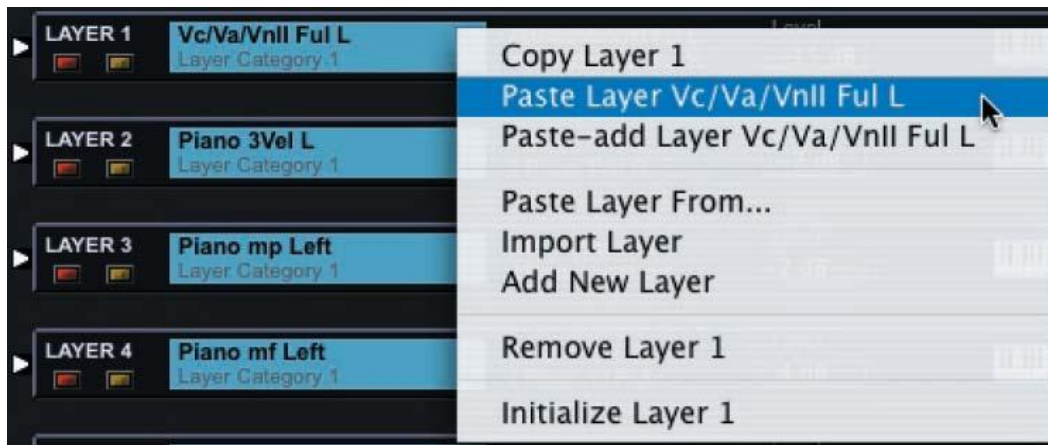 LAYER 1
Vc/Va/VnII Ful L
Layer Category 1
Level
Copy Layer 1
Paste Layer Vc/Va/VnII Ful L
Paste-add Layer Vc/Va/VnII Ful L
LAYER 2
Piano 3Vel L
Layer Category 1
Paste Layer From...
Import Layer
Add New Layer
LAYER 3
Piano mp Left
Layer Category 1
Remove Layer 1
LAYER 4
Piano mf Left
Layer Category 1
Initialize Layer 1